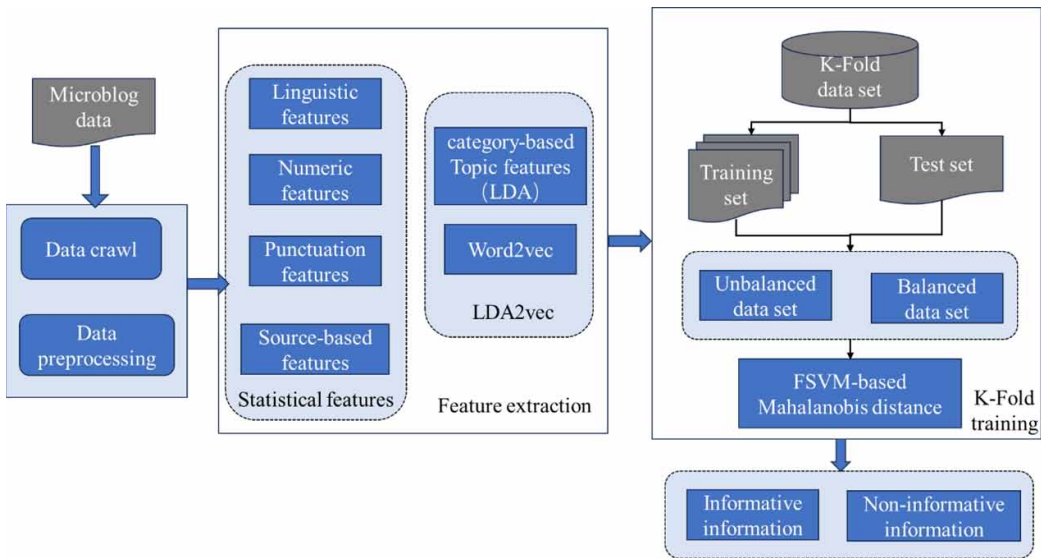 Microblog
data
Data crawl
Data
preprocessing
Linguistic
features
Numeric
features
Punctuation
features
Source-based
features
Statistical features
category-based
Topic features
(LDA)
Word2vec
LDA2vec
Feature extraction
K-Fold
data set
Training
set
Test set
Unbalanced
data set
Balanced
data set
FSVM-based
Mahalanobis distance
K-Fold
training
Informative
information
Non-informative
information